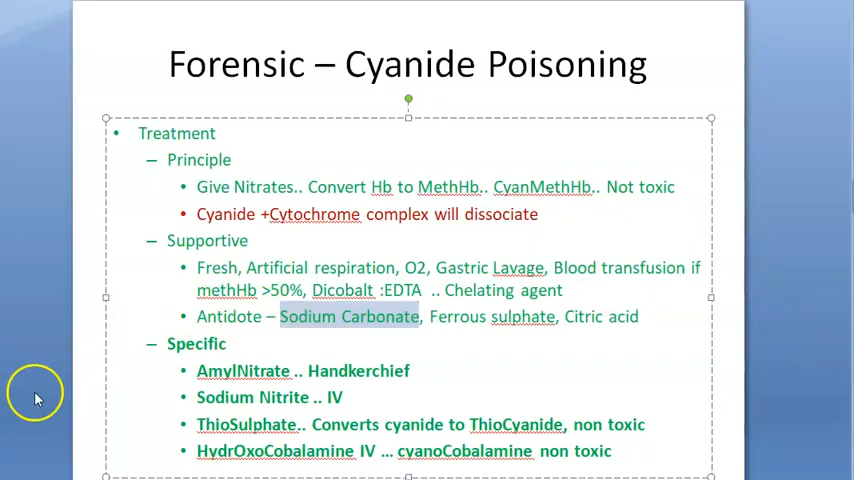 Forensic – Cyanide Poisoning
• Treatment
– Principle
• Give Nitrates.. Convert Hb to MethHb.. CyanMethHb.. Not toxic
• Cyanide +Cytochrome complex will dissociate
– Supportive
• Fresh, Artificial respiration, O2, Gastric Lavage, Blood transfusion if
methHb >50%, Dicobalt :EDTA .. Chelating agent
• Antidote – Sodium Carbonate, Ferrous sulphate, Citric acid
– Specific
• AmylNitrate .. Handkerchief
• Sodium Nitrite .. IV
• ThioSulphate.. Converts cyanide to ThioCyanide, non toxic
• HydrOxoCobalamine IV ... cyanoCobalamine non toxic